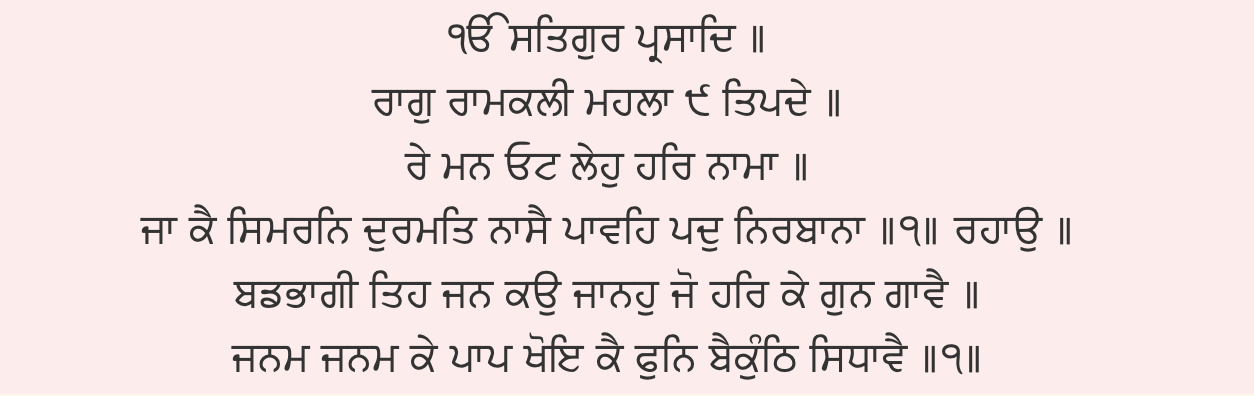 ੴ ਸਤਿਗੁਰ ਪ੍ਰਸਾਦਿ ॥
ਰਾਗੁ ਰਾਮਕਲੀ ਮਹਲਾ ੯ ਤਿਪਦੇ ॥
ਰੇ ਮਨ ਓਟ ਲੇਹੁ ਹਰਿ ਨਾਮਾ ॥
ਜਾ ਕੈ ਸਿਮਰਨਿ ਦੁਰਮਤਿ ਨਾਸੈ ਪਾਵਹਿ ਪਦੁ ਨਿਰਬਾਨਾ ॥੧॥ ਰਹਾਉ ॥
ਬਡਭਾਗੀ ਤਿਹ ਜਨ ਕਉ ਜਾਨਹੁ ਜੋ ਹਰਿ ਕੇ ਗੁਨ ਗਾਵੈ ॥
ਜਨਮ ਜਨਮ ਕੇ ਪਾਪ ਖੋਇ ਕੈ ਫੁਨਿ ਬੈਕੁੰਠਿ ਸਿਧਾਵੈ ॥੧॥